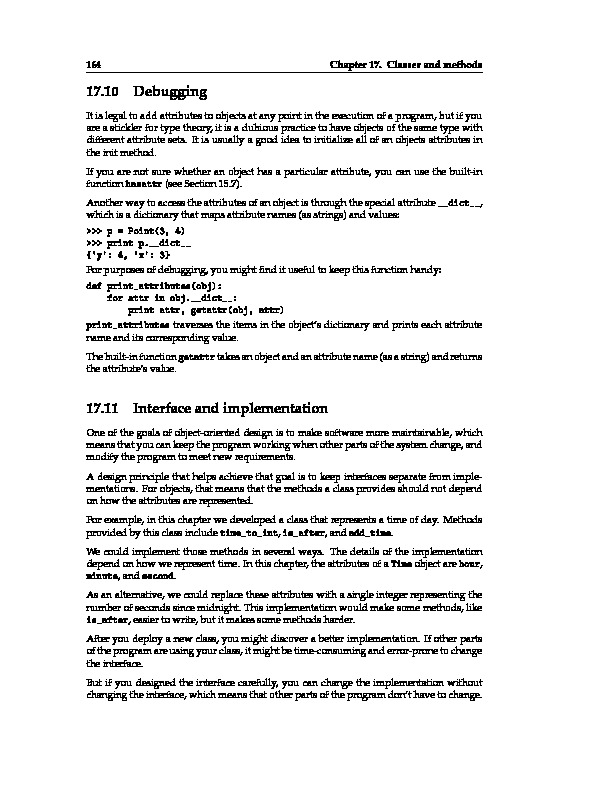 164 Chapter 17. Classes and methods
17.10 Debugging
It is legal to add attributes to objects at any point in the execution of a program, but if you
are a stickler for type theory, it is a dubious practice to have objects of the same type with
different attribute sets. It is usually a good idea to initialize all of an objects attributes in
the init method.
If you are not sure whether an object has a particular attribute, you can use the built-in
function hasattr (see Section 15.7).
Another way to access the attributes of an object is through the special attribute __dict__,
which is a dictionary that maps attribute names (as strings) and values:
>>> p = Point(3, 4)
>>> print p.__dict__
{'y': 4, 'x': 3}
For purposes of debugging, you might find it useful to keep this function handy:
def print_attributes(obj):
    for attr in obj.__dict__:
        print attr, getattr(obj, attr)
print_attributes traverses the items in the object's dictionary and prints each attribute
name and its corresponding value.
The built-in function getattr takes an object and an attribute name (as a string) and returns
the attribute's value.
17.11 Interface and implementation
One of the goals of object-oriented design is to make software more maintainable, which
means that you can keep the program working when other parts of the system change, and
modify the program to meet new requirements.
A design principle that helps achieve that goal is to keep interfaces separate from imple-
mentations. For objects, that means that the methods a class provides should not depend
on how the attributes are represented.
For example, in this chapter we developed a class that represents a time of day. Methods
provided by this class include time_to_int, is_after, and add_time.
We could implement those methods in several ways. The details of the implementation
depend on how we represent time. In this chapter, the attributes of a Time object are hour,
minute, and second.
As an alternative, we could replace these attributes with a single integer representing the
number of seconds since midnight. This implementation would make some methods, like
is_after, easier to write, but it makes some methods harder.
After you deploy a new class, you might discover a better implementation. If other parts
of the program are using your class, it might be time-consuming and error-prone to change
the interface.
But if you designed the interface carefully, you can change the implementation without
changing the interface, which means that other parts of the program don't have to change.